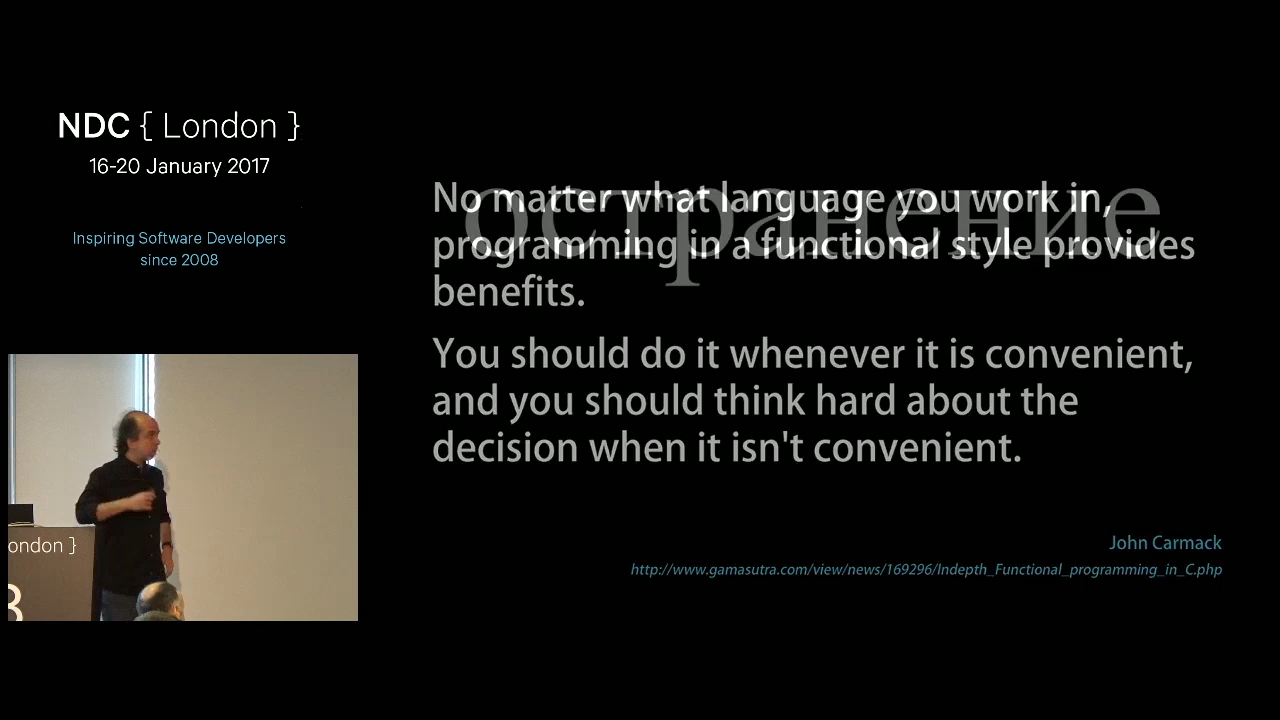 NDC { London }
16-20 January 2017
Inspiring Software Developers
since 2008
остранение
No matter what language you work in,
programming in a functional style provides
benefits.
You should do it whenever it is convenient,
and you should think hard about the
decision when it isn't convenient.
John Carmack
http://www.gamasutra.com/view/news/169296/Indepth_Functional_programming_in_C.php
ondon }